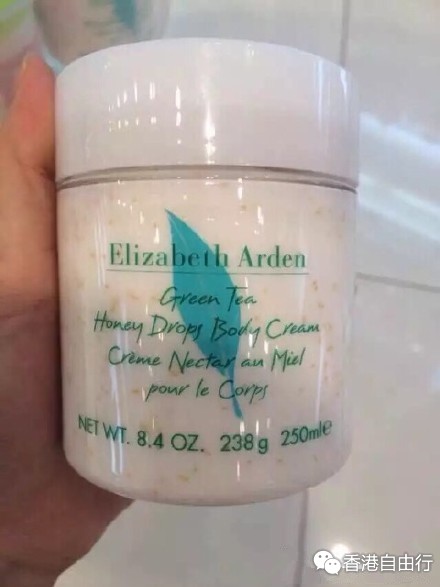 Elizabeth Arden
Green Tea
Honey Drops Body Cream
Crème Nectar au Miel
pour le Corps
NET WT. 8.4 OZ. 238g 250ml℮
香港自由行